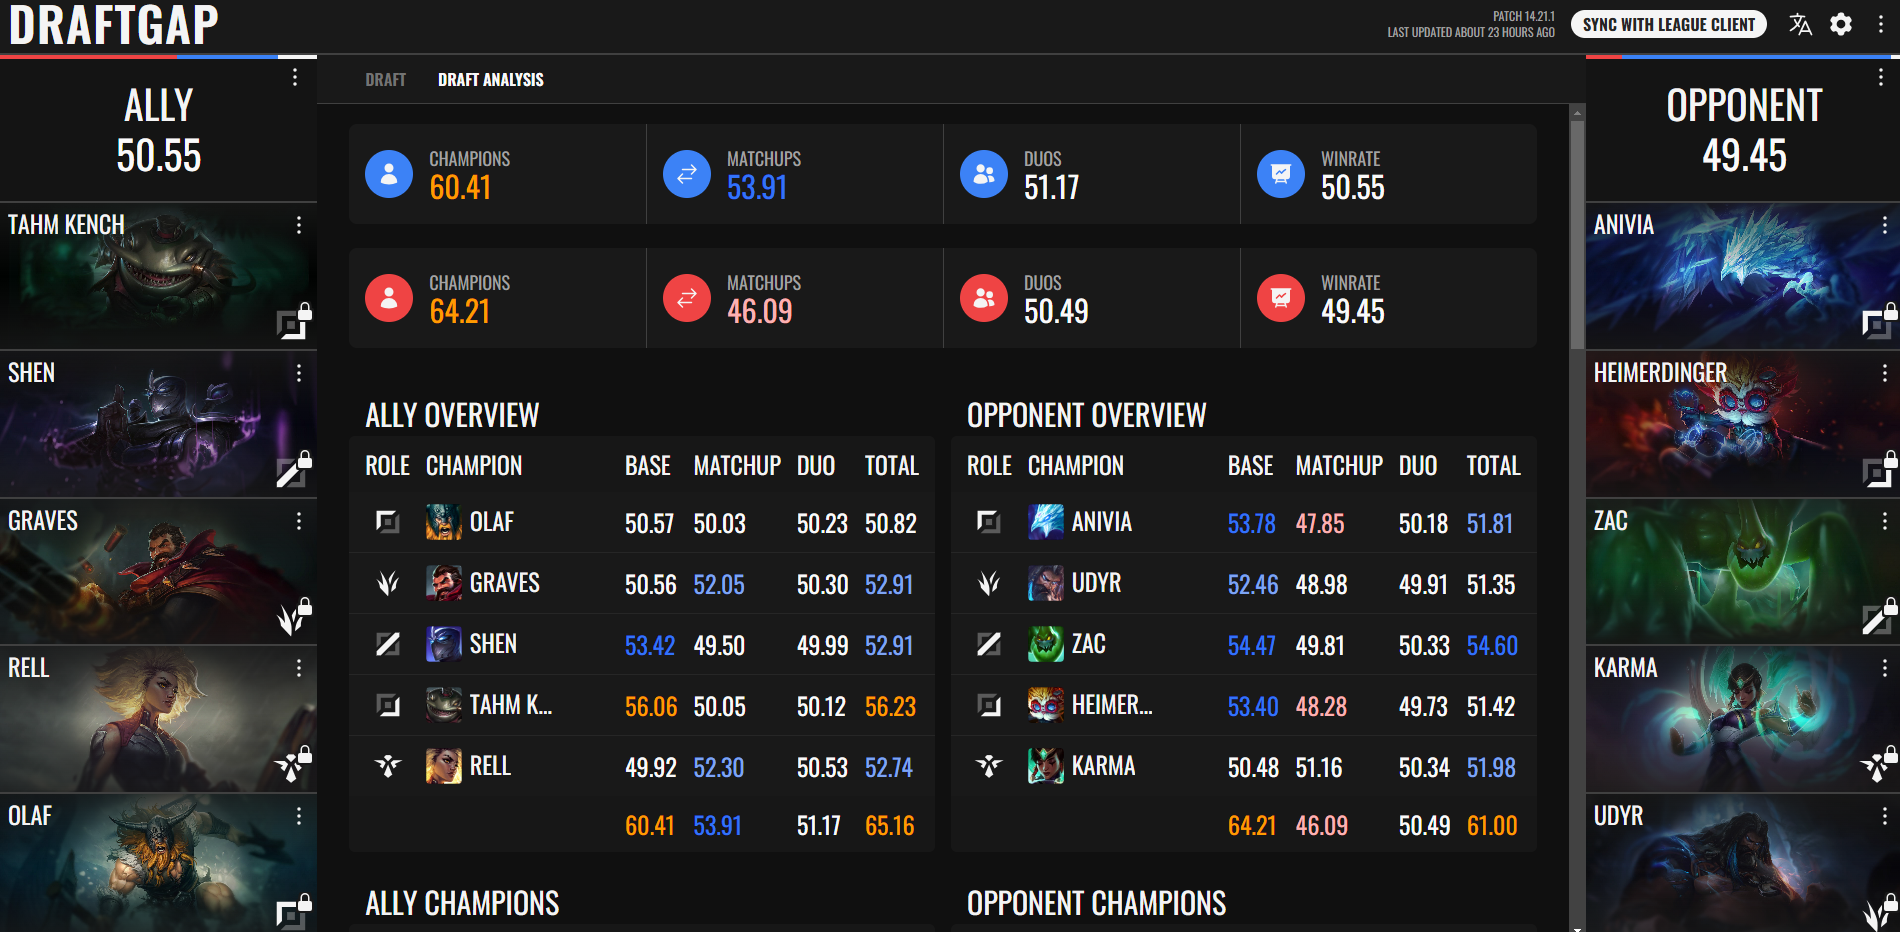 DRAFTGAP
PATCH 14.21.1
LAST UPDATED ABOUT 23 HOURS AGO
SYNC WITH LEAGUE CLIENT
ALLY
50.55
TAHM KENCH
SHEN
GRAVES
RELL
OLAF
DRAFT DRAFT ANALYSIS
CHAMPIONS MATCHUPS DUOS WINRATE
60.41 53.91 51.17 50.55
CHAMPIONS MATCHUPS DUOS WINRATE
64.21 46.09 50.49 49.45
ALLY OVERVIEW
ROLE CHAMPION BASE MATCHUP DUO TOTAL
OLAF 50.57 50.03 50.23 50.82
GRAVES 50.56 52.05 50.30 52.91
SHEN 53.42 49.50 49.99 52.91
TAHM K... 56.06 50.05 50.12 56.23
RELL 49.92 52.30 50.53 52.74
60.41 53.91 51.17 65.16
ALLY CHAMPIONS
OPPONENT OVERVIEW
ROLE CHAMPION BASE MATCHUP DUO TOTAL
ANIVIA 53.78 47.85 50.18 51.81
UDYR 52.46 48.98 49.91 51.35
ZAC 54.47 49.81 50.33 54.60
HEIMER... 53.40 48.28 49.73 51.42
KARMA 50.48 51.16 50.34 51.98
64.21 46.09 50.49 61.00
OPPONENT CHAMPIONS
OPPONENT
49.45
ANIVIA
HEIMERDINGER
ZAC
KARMA
UDYR